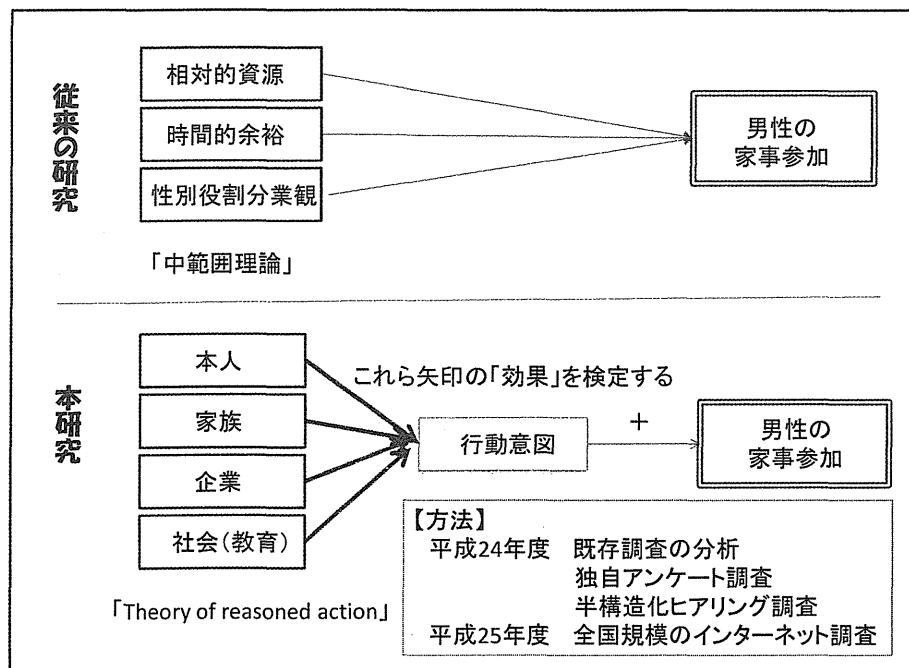 従来の研究
相対的資源
時間的余裕
性別役割分業観
男性の
家事参加
「中範囲理論」
本研究
本人
家族
企業
社会(教育)
これら矢印の「効果」を検定する
行動意図
+
男性の
家事参加
「Theory of reasoned action」
【方法】
平成24年度 既存調査の分析
独自アンケート調査
半構造化ヒアリング調査
平成25年度 全国規模のインターネット調査